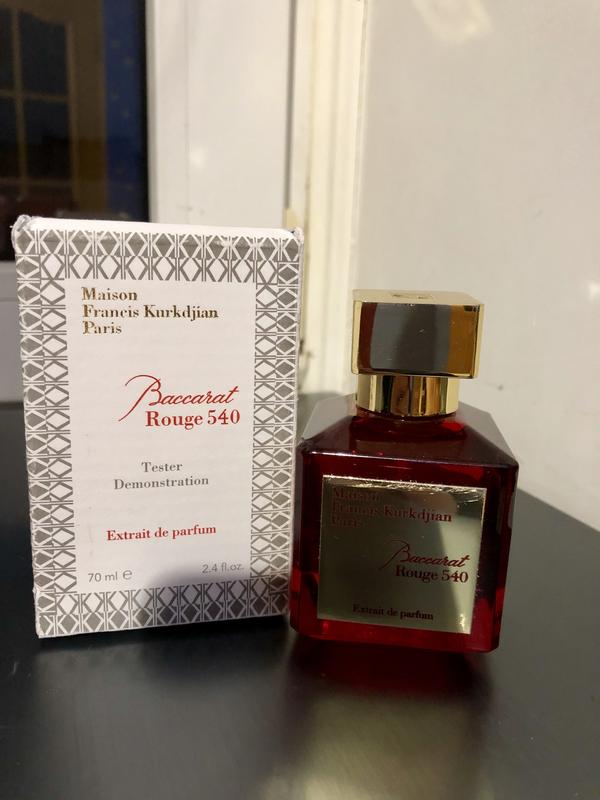 Maison
Francis Kurkdjian
Paris
Baccarat
Rouge 540
Tester
Demonstration
Extrait de parfum
70 ml e 2.4 fl.oz.
Maison
Francis Kurkdjian
Paris
Baccarat
Rouge 540
Extrait de parfum